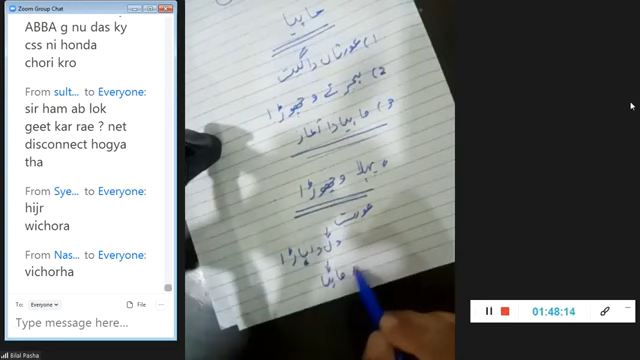 Zoom Group Chat
ABBA g nu das ky
css ni honda
chori kro
From sult... to Everyone:
sir ham ab lok
geet kar rae ? net
disconnect hogya
tha
From Sye... to Everyone:
hijr
wichora
From Nas... to Everyone:
vichorha
To: Everyone
File
Type message here...
Bilal Pasha
ماہیا
1) عورتاں دا گیت
2) ہجر تے وچھوڑا
3) ماہیا دا آغاز
پہلا وچھوڑا
عورت
دل دا
ماہیا
01:48:14